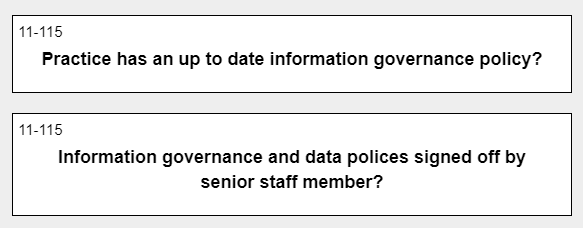 11-115
Practice has an up to date information governance policy?
11-115
Information governance and data polices signed off by
senior staff member?